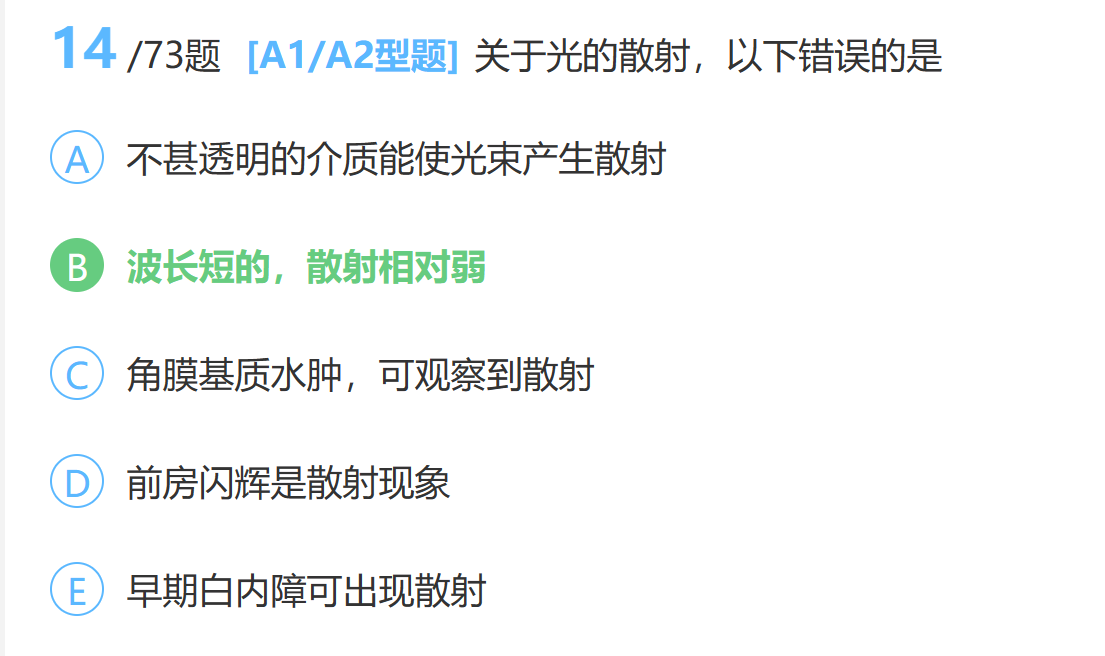 14 /73题 [A1/A2型题] 关于光的散射，以下错误的是
A 不甚透明的介质能使光束产生散射
B 波长短的，散射相对弱
C 角膜基质水肿，可观察到散射
D 前房闪辉是散射现象
E 早期白内障可出现散射